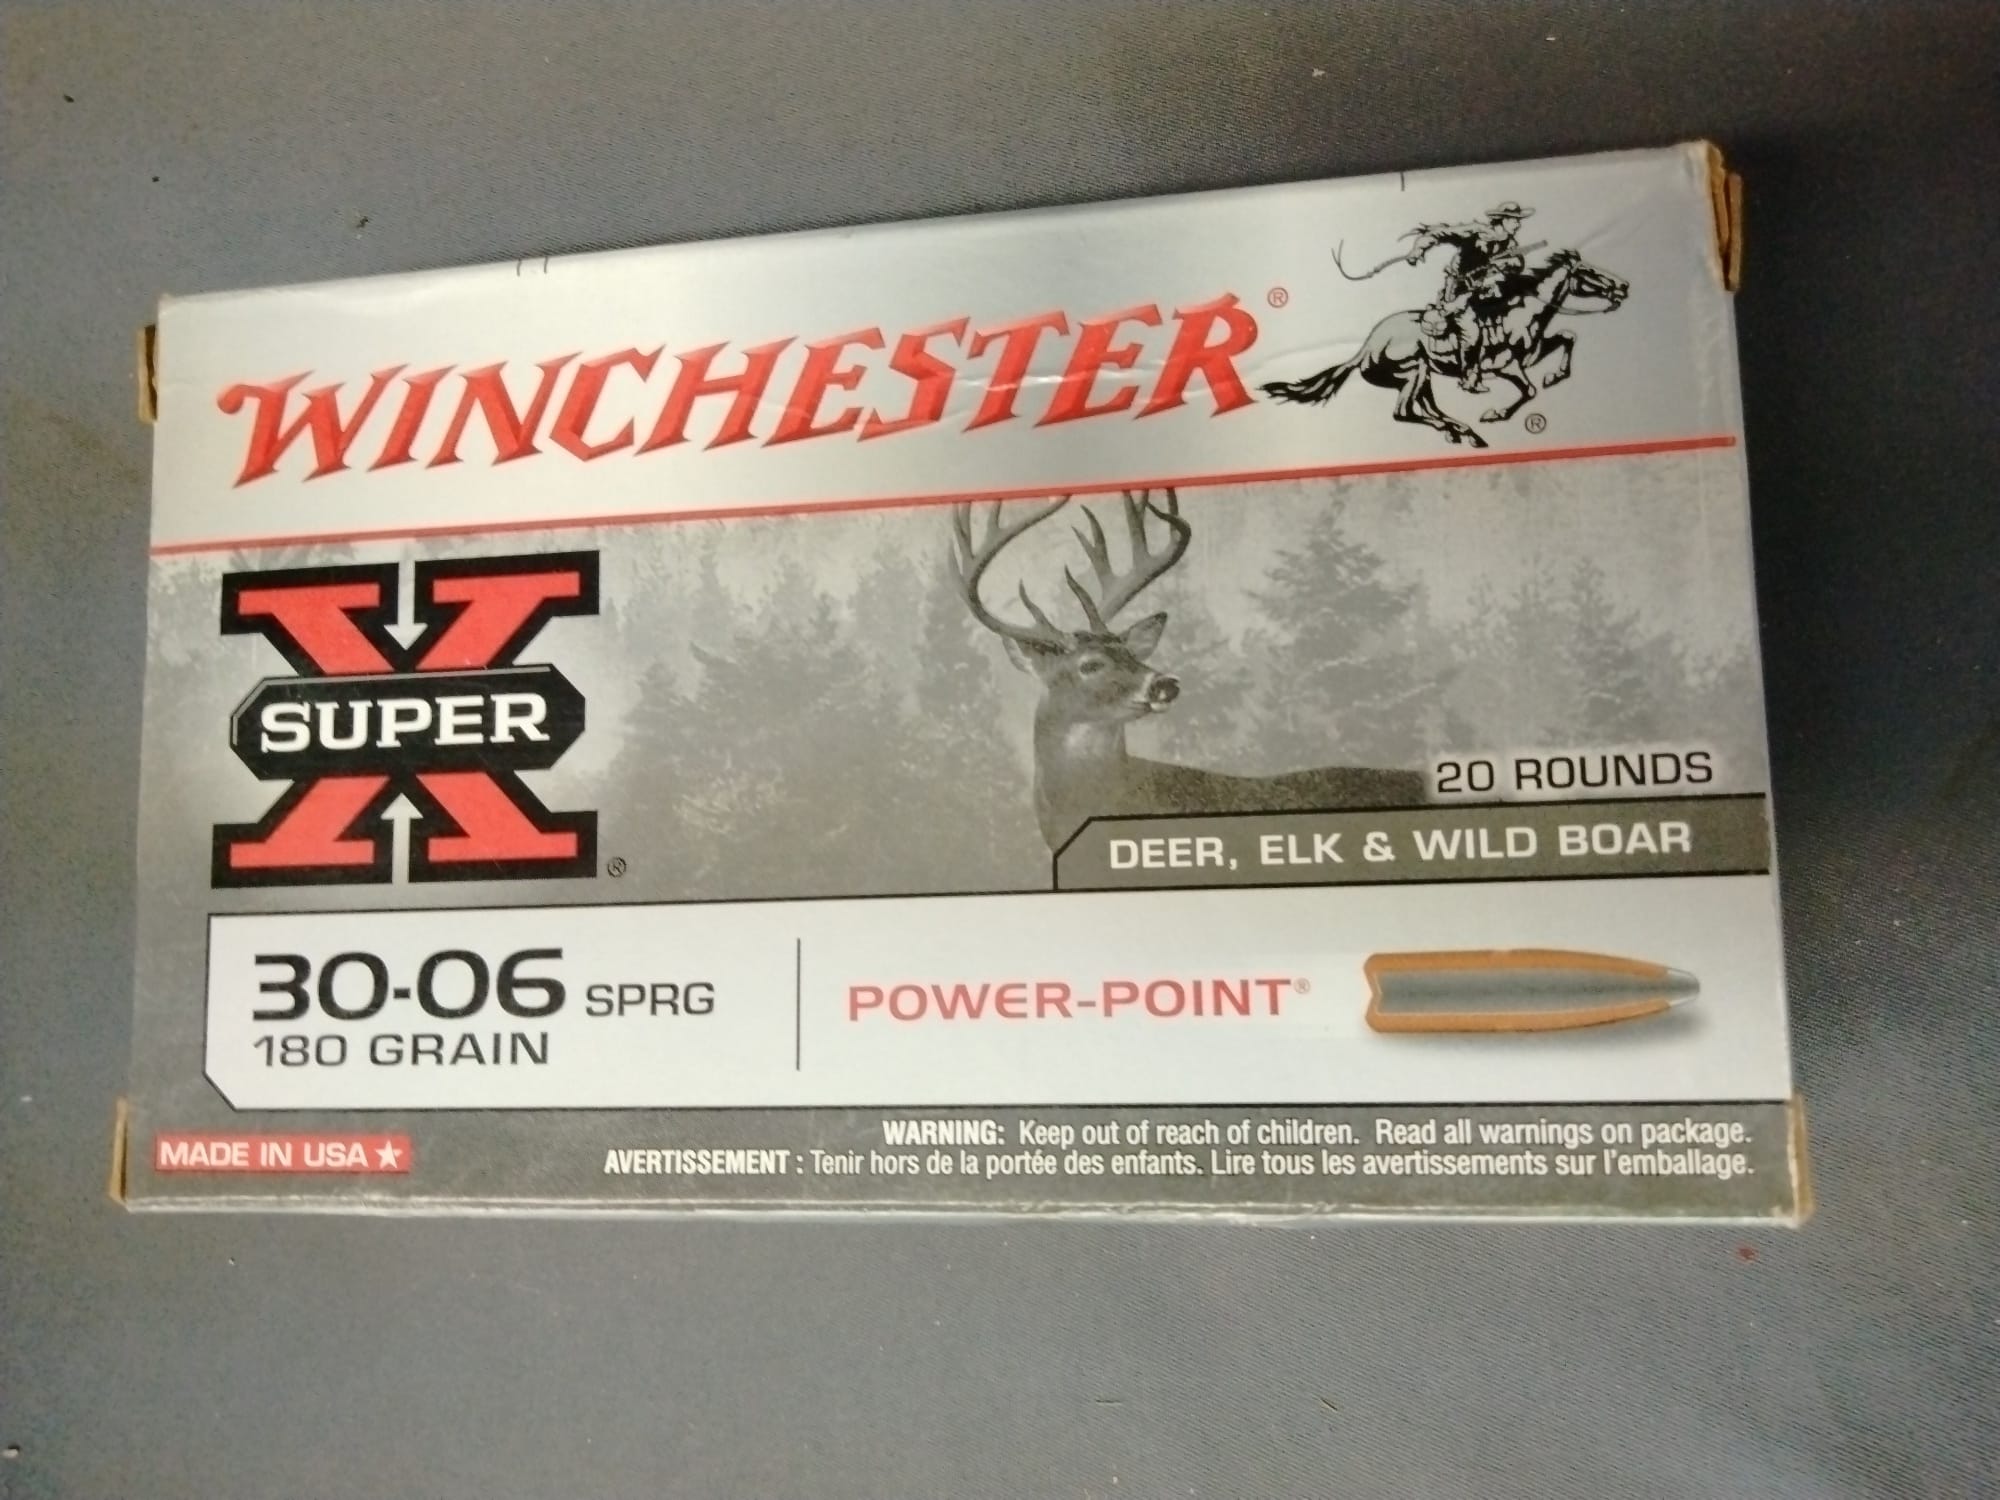 WINCHESTER®
®
X
SUPER
®
20 ROUNDS
DEER, ELK & WILD BOAR
30-06 SPRG
180 GRAIN
POWER-POINT®
MADE IN USA
WARNING: Keep out of reach of children. Read all warnings on package.
AVERTISSEMENT : Tenir hors de la portée des enfants. Lire tous les avertissements sur l'emballage.